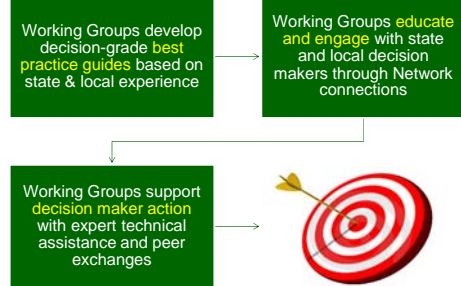 Working Groups develop
decision-grade best
practice guides based on
state & local experience
Working Groups educate
and engage with state
and local decision
makers through Network
connections
Working Groups support
decision maker action
with expert technical
assistance and peer
exchanges